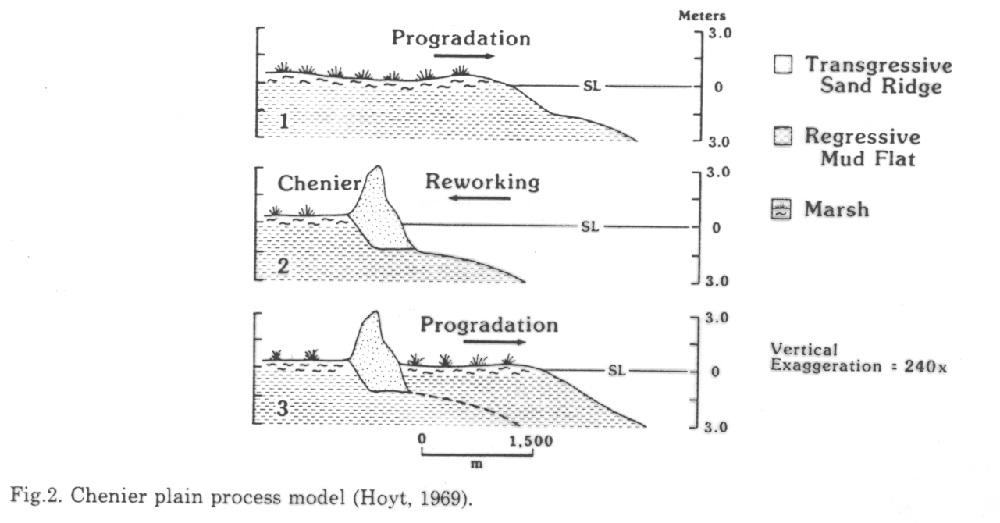 Meters
3.0
Progradation
SL
0
1
3.0
Transgressive
Sand Ridge
Regressive
Mud Flat
Marsh
3.0
Chenier
Reworking
SL
0
2
3.0
3.0
Progradation
SL
0
3
3.0
Vertical
Exaggeration = 240x
0 1,500
m
Fig.2. Chenier plain process model (Hoyt, 1969).